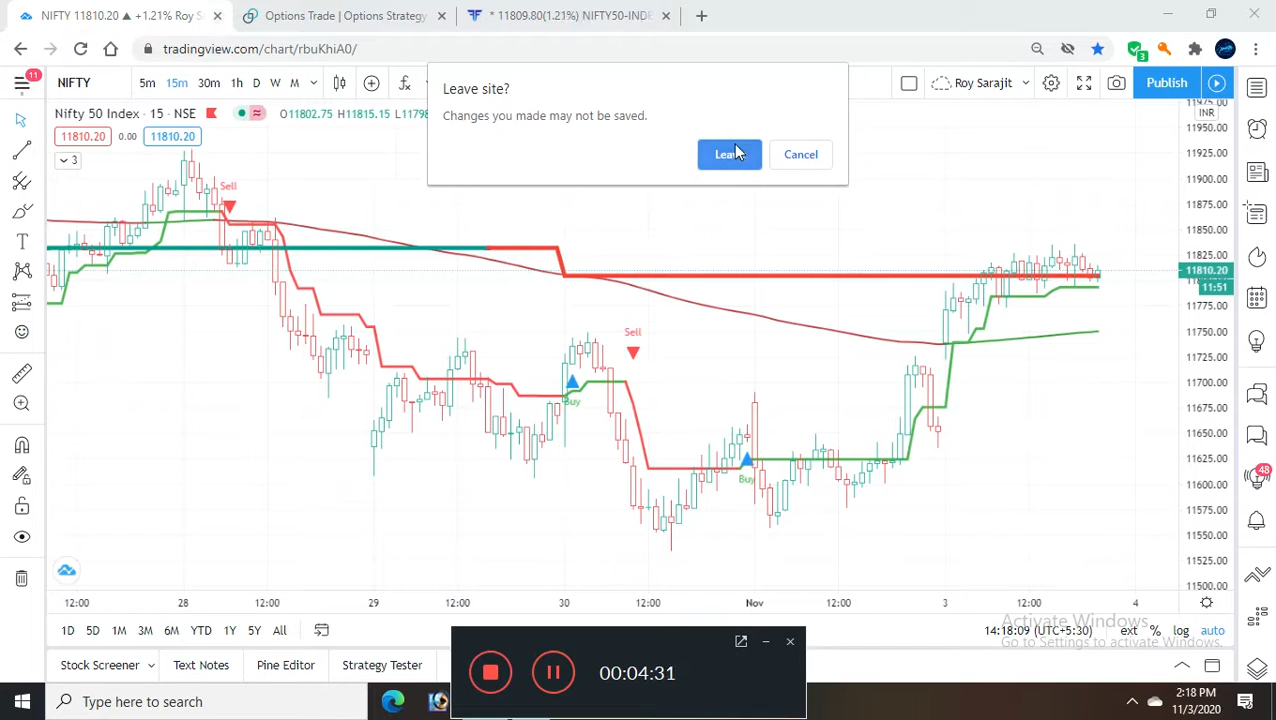 NIFTY 11810.20 ▲ +1.21% Roy S
Options Trade | Options Strategy
* 11809.80(1.21%) NIFTY50-INDE
tradingview.com/chart/rbuKhiA0/
3
11
NIFTY
5m 15m 30m 1h D W M
Roy Sarajit
Publish
Leave site?
Changes you made may not be saved.
Cancel
Nifty 50 Index · 15 · NSE O11802.75 H11815.15 L1179
11810.20 0.00 11810.20
3
INR
11975.00
11950.00
11925.00
11900.00
11875.00
11850.00
11825.00
11810.20
11:51
11775.00
11750.00
11725.00
11700.00
11675.00
11650.00
11625.00
11600.00
11575.00
11550.00
11525.00
11500.00
Sell
Sell
Buy
Buy
48
12:00 28 12:00 29 12:00 30 12:00 Nov 12:00 3 12:00 4
Activate Windows
Go to Settings to activate Windows.
1D 5D 1M 3M 6M YTD 1Y 5Y All
14:18:09 (UTC+5:30) ext % log auto
Stock Screener Text Notes Pine Editor Strategy Tester
00:04:31
Type here to search
2:18 PM
11/3/2020